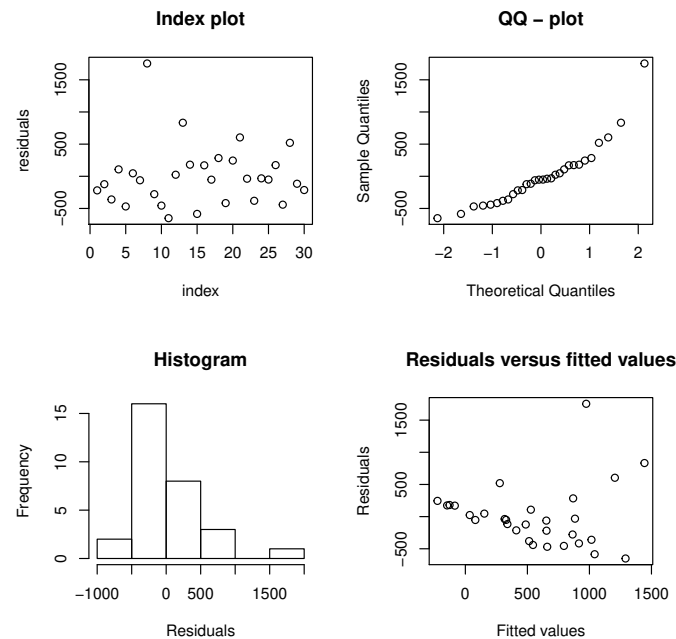 Index plot
residuals
1500
500
−500
0 5 10 15 20 25 30
index
QQ − plot
Sample Quantiles
1500
500
−500
−2 −1 0 1 2
Theoretical Quantiles
Histogram
Frequency
15
10
5
0
−1000 0 500 1500
Residuals
Residuals versus fitted values
Residuals
1500
500
−500
0 500 1000 1500
Fitted values